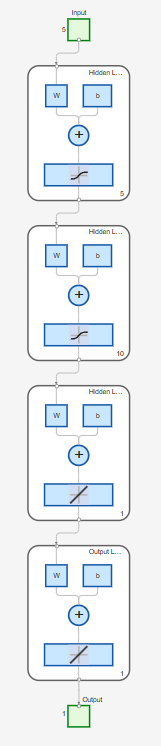 Input
5
Hidden L...
W
b
+
5
Hidden L...
W
b
+
10
Hidden L...
W
b
+
1
Output L...
W
b
+
1
Output
1